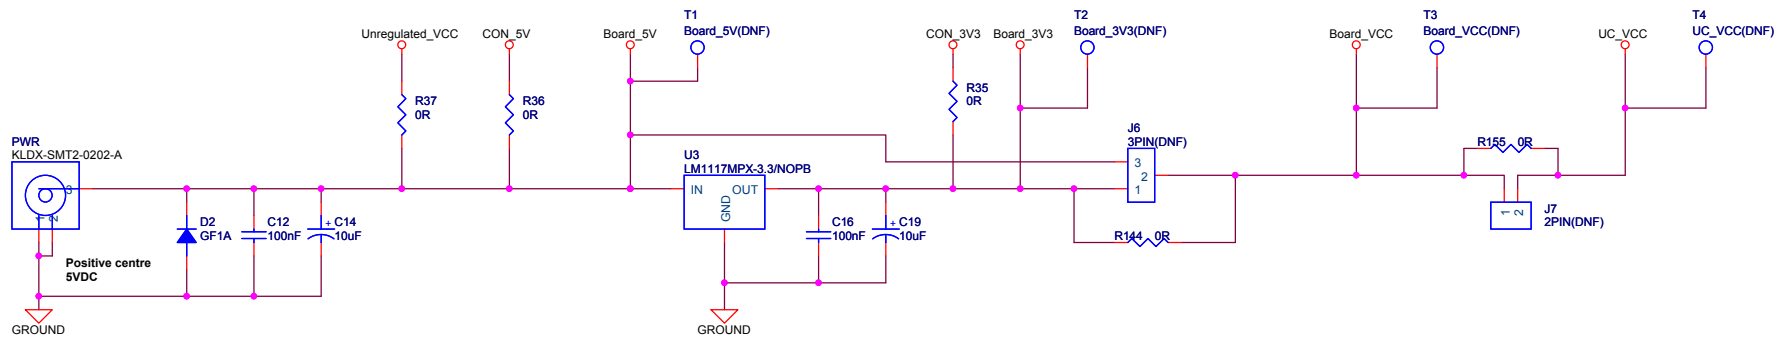 T1
Board_5V(DNF)
T2
Board_3V3(DNF)
T3
Board_VCC(DNF)
T4
UC_VCC(DNF)
Unregulated_VCC
CON_5V
Board_5V
CON_3V3
Board_3V3
Board_VCC
UC_VCC
R37
0R
R36
0R
R35
0R
PWR
KLDX-SMT2-0202-A
3
1
2
U3
LM1117MPX-3.3/NOPB
IN
OUT
GND
J6
3PIN(DNF)
3
2
1
R155 0R
J7
2PIN(DNF)
1
2
D2
GF1A
C12
100nF
+ C14
10uF
C16
100nF
+ C19
10uF
R144 0R
Positive centre
5VDC
GROUND
GROUND